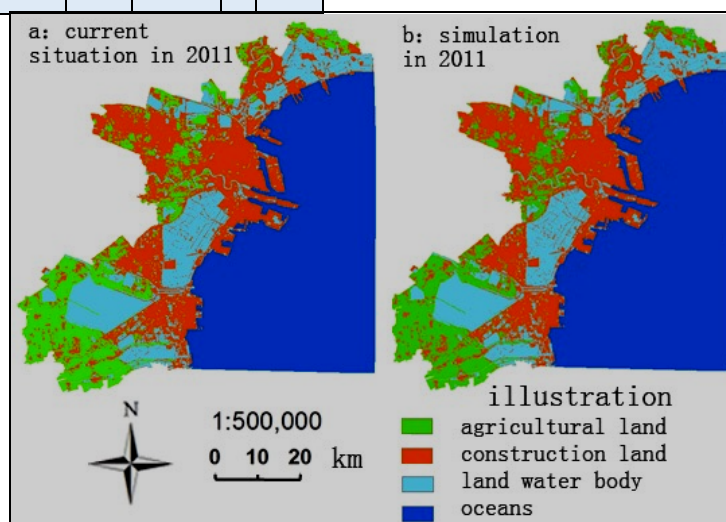 a: current
situation in 2011
b: simulation
in 2011
N
1:500,000
0 10 20 km
illustration
agricultural land
construction land
land water body
oceans